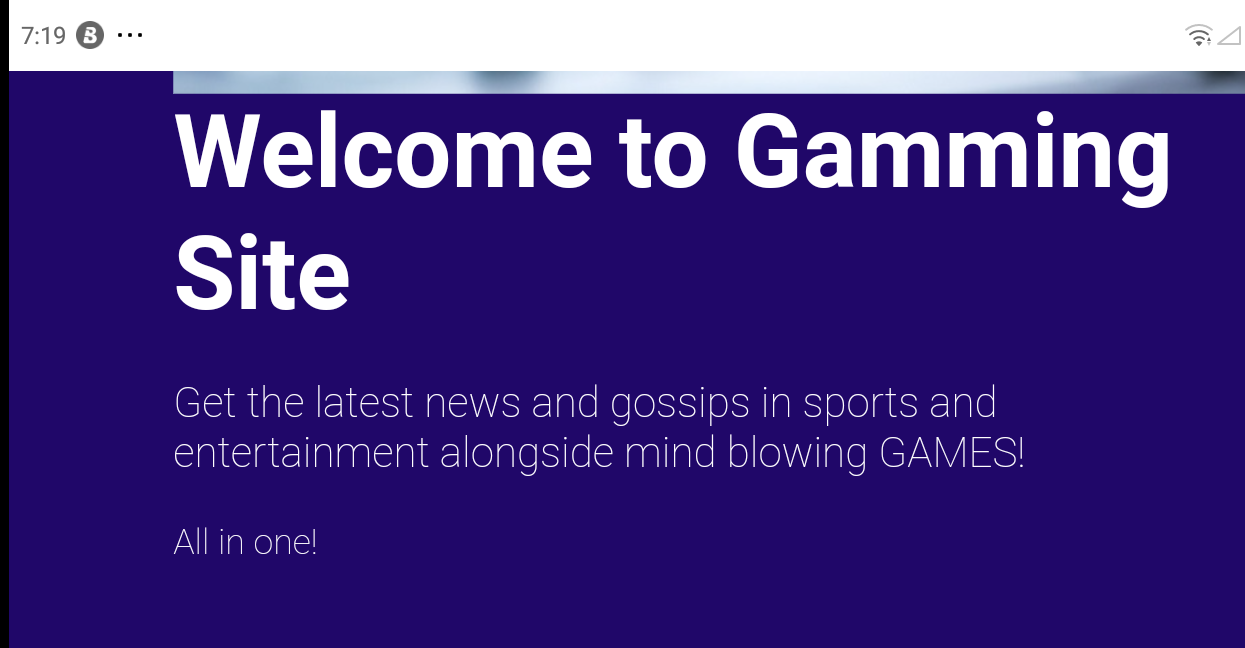 7:19 B ...
Welcome to Gamming
Site
Get the latest news and gossips in sports and
entertainment alongside mind blowing GAMES!
All in one!